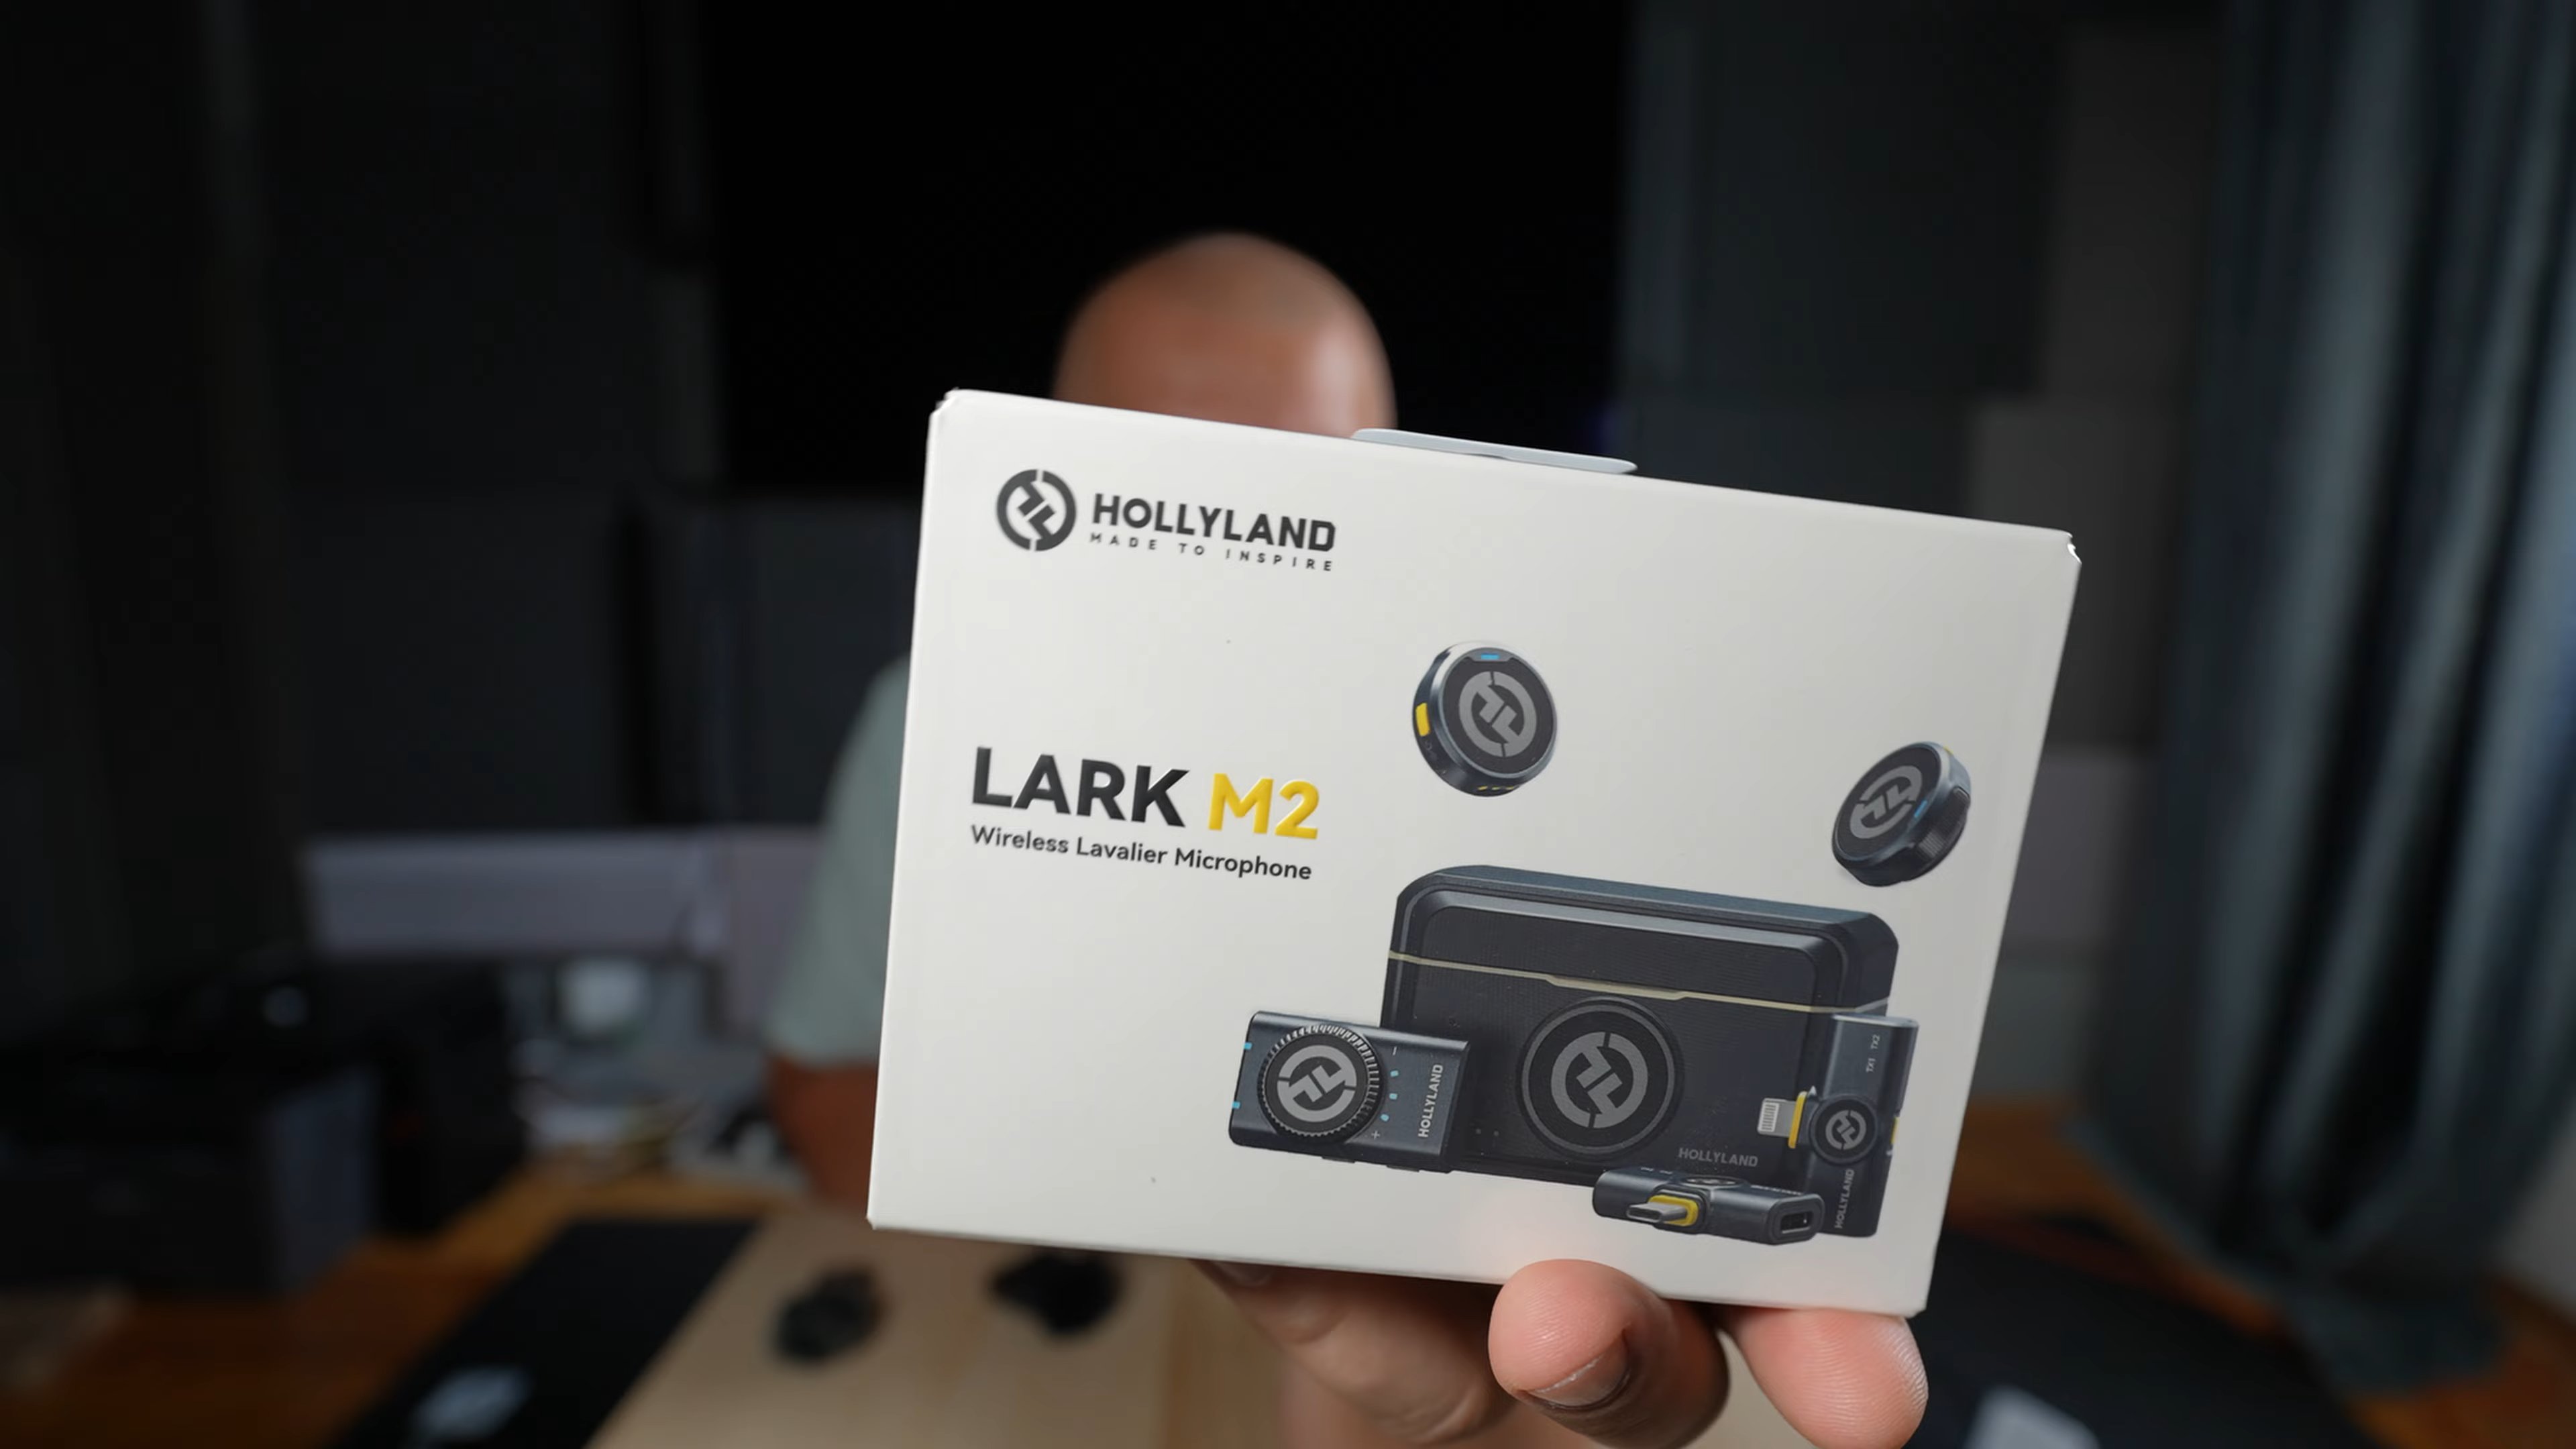 HOLLYLAND
MADE TO INSPIRE
LARK M2
Wireless Lavalier Microphone
HOLLYLAND
HOLLYLAND
TX1 TX2
HOLLYLAND